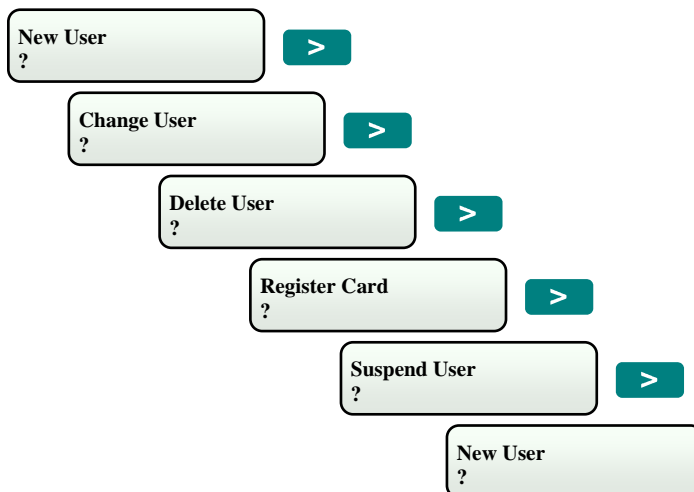 New User
?
>
Change User
?
>
Delete User
?
>
Register Card
?
>
Suspend User
?
>
New User
?